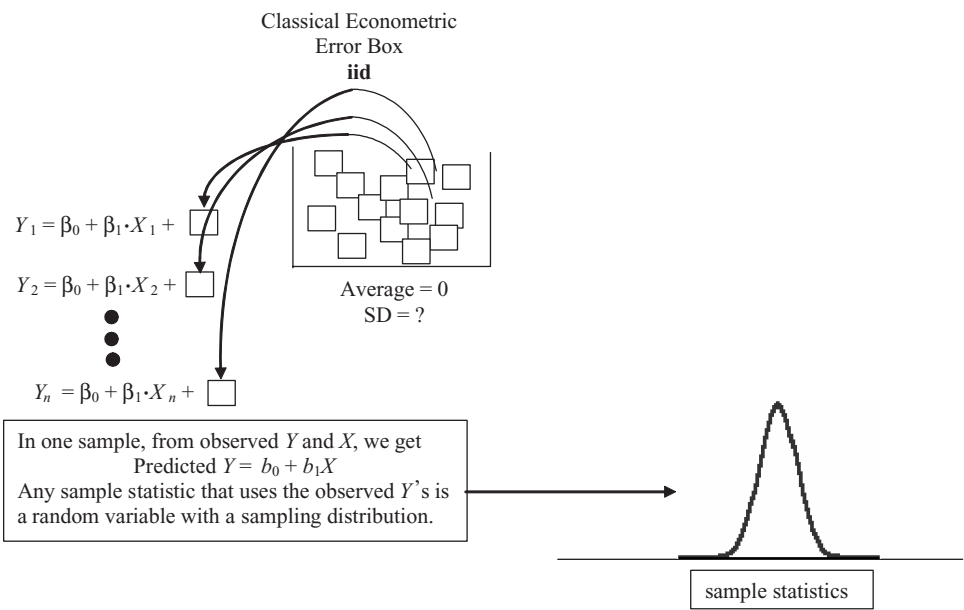 Classical Econometric
Error Box
iid
Y₁ = β₀ + β₁·X₁ +
Y₂ = β₀ + β₁·X₂ +
Average = 0
SD = ?
Yₙ = β₀ + β₁·Xₙ +
In one sample, from observed Y and X, we get
Predicted Y = b₀ + b₁X
Any sample statistic that uses the observed Y's is
a random variable with a sampling distribution.
sample statistics